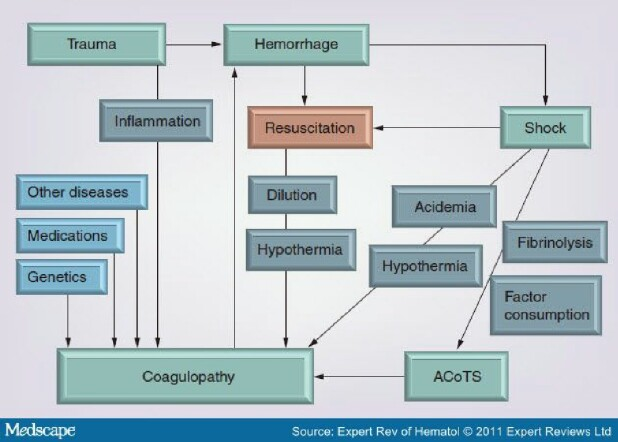 Trauma
Hemorrhage
Inflammation
Resuscitation
Shock
Other diseases
Dilution
Acidemia
Medications
Hypothermia
Fibrinolysis
Genetics
Hypothermia
Factor
consumption
Coagulopathy
ACoTS
Medscape
Source: Expert Rev of Hematol © 2011 Expert Reviews Ltd